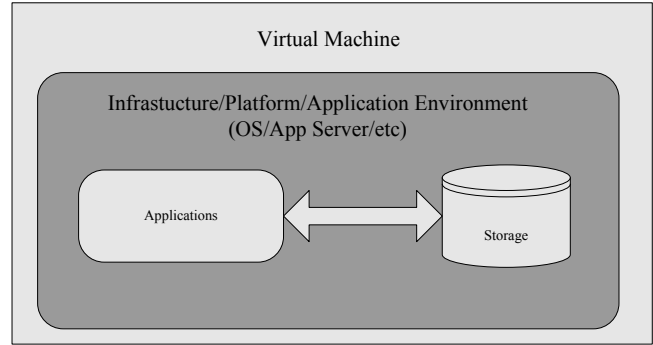 Virtual Machine
Infrastucture/Platform/Application Environment
(OS/App Server/etc)
Applications
Storage